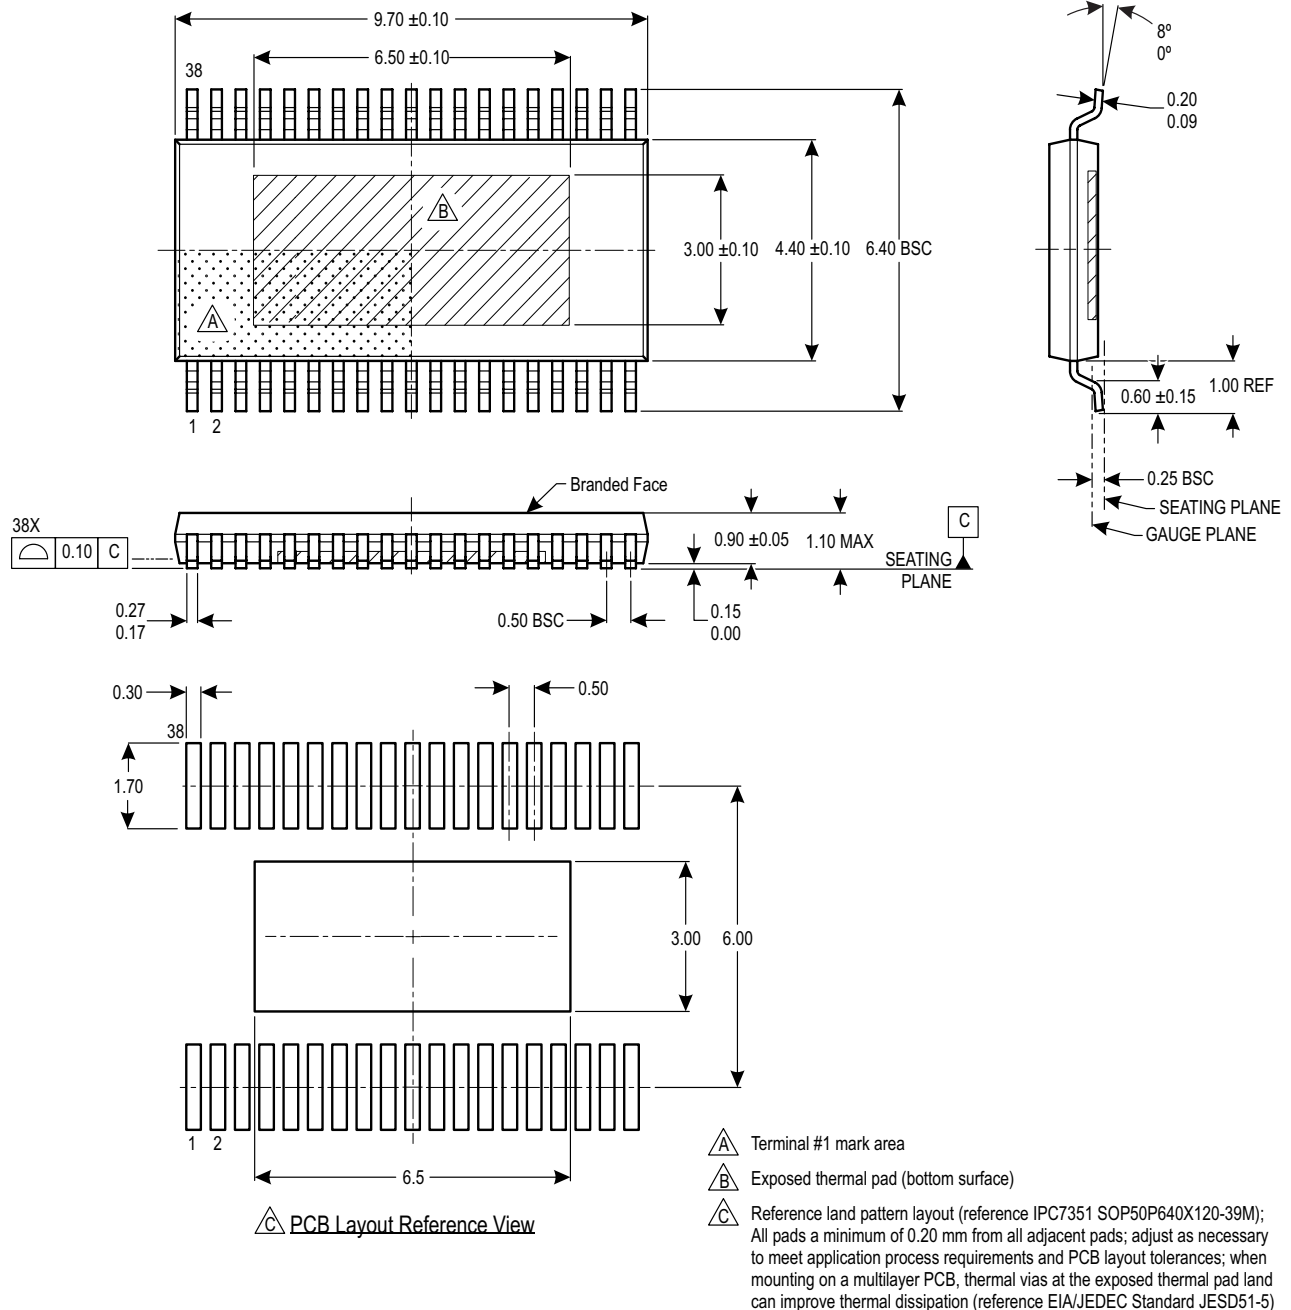 9.70 ±0.10
6.50 ±0.10
38
8º
0º
0.20
0.09
B
3.00 ±0.10
4.40 ±0.10
6.40 BSC
A
1 2
0.60 ±0.15
1.00 REF
0.25 BSC
SEATING PLANE
GAUGE PLANE
Branded Face
38X
0.10 C
0.90 ±0.05
1.10 MAX
C
SEATING
PLANE
0.27
0.17
0.50 BSC
0.15
0.00
0.30
0.50
38
1.70
3.00
6.00
1 2
6.5
C PCB Layout Reference View
A Terminal #1 mark area
B Exposed thermal pad (bottom surface)
C Reference land pattern layout (reference IPC7351 SOP50P640X120-39M);
All pads a minimum of 0.20 mm from all adjacent pads; adjust as necessary
to meet application process requirements and PCB layout tolerances; when
mounting on a multilayer PCB, thermal vias at the exposed thermal pad land
can improve thermal dissipation (reference EIA/JEDEC Standard JESD51-5)